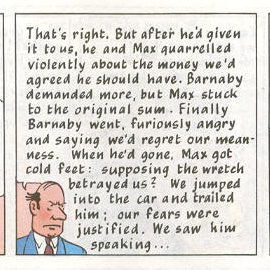 That's right. But after he'd given
it to us, he and Max quarrelled
violently about the money we'd
agreed he should have. Barnaby
demanded more, but Max stuck
to the original sum. Finally
Barnaby went, furiously angry
and saying we'd regret our mean-
ness. When he'd gone, Max got
cold feet: supposing the wretch
betrayed us? We jumped
into the car and trailed
him; our fears were
justified. We saw him
speaking...